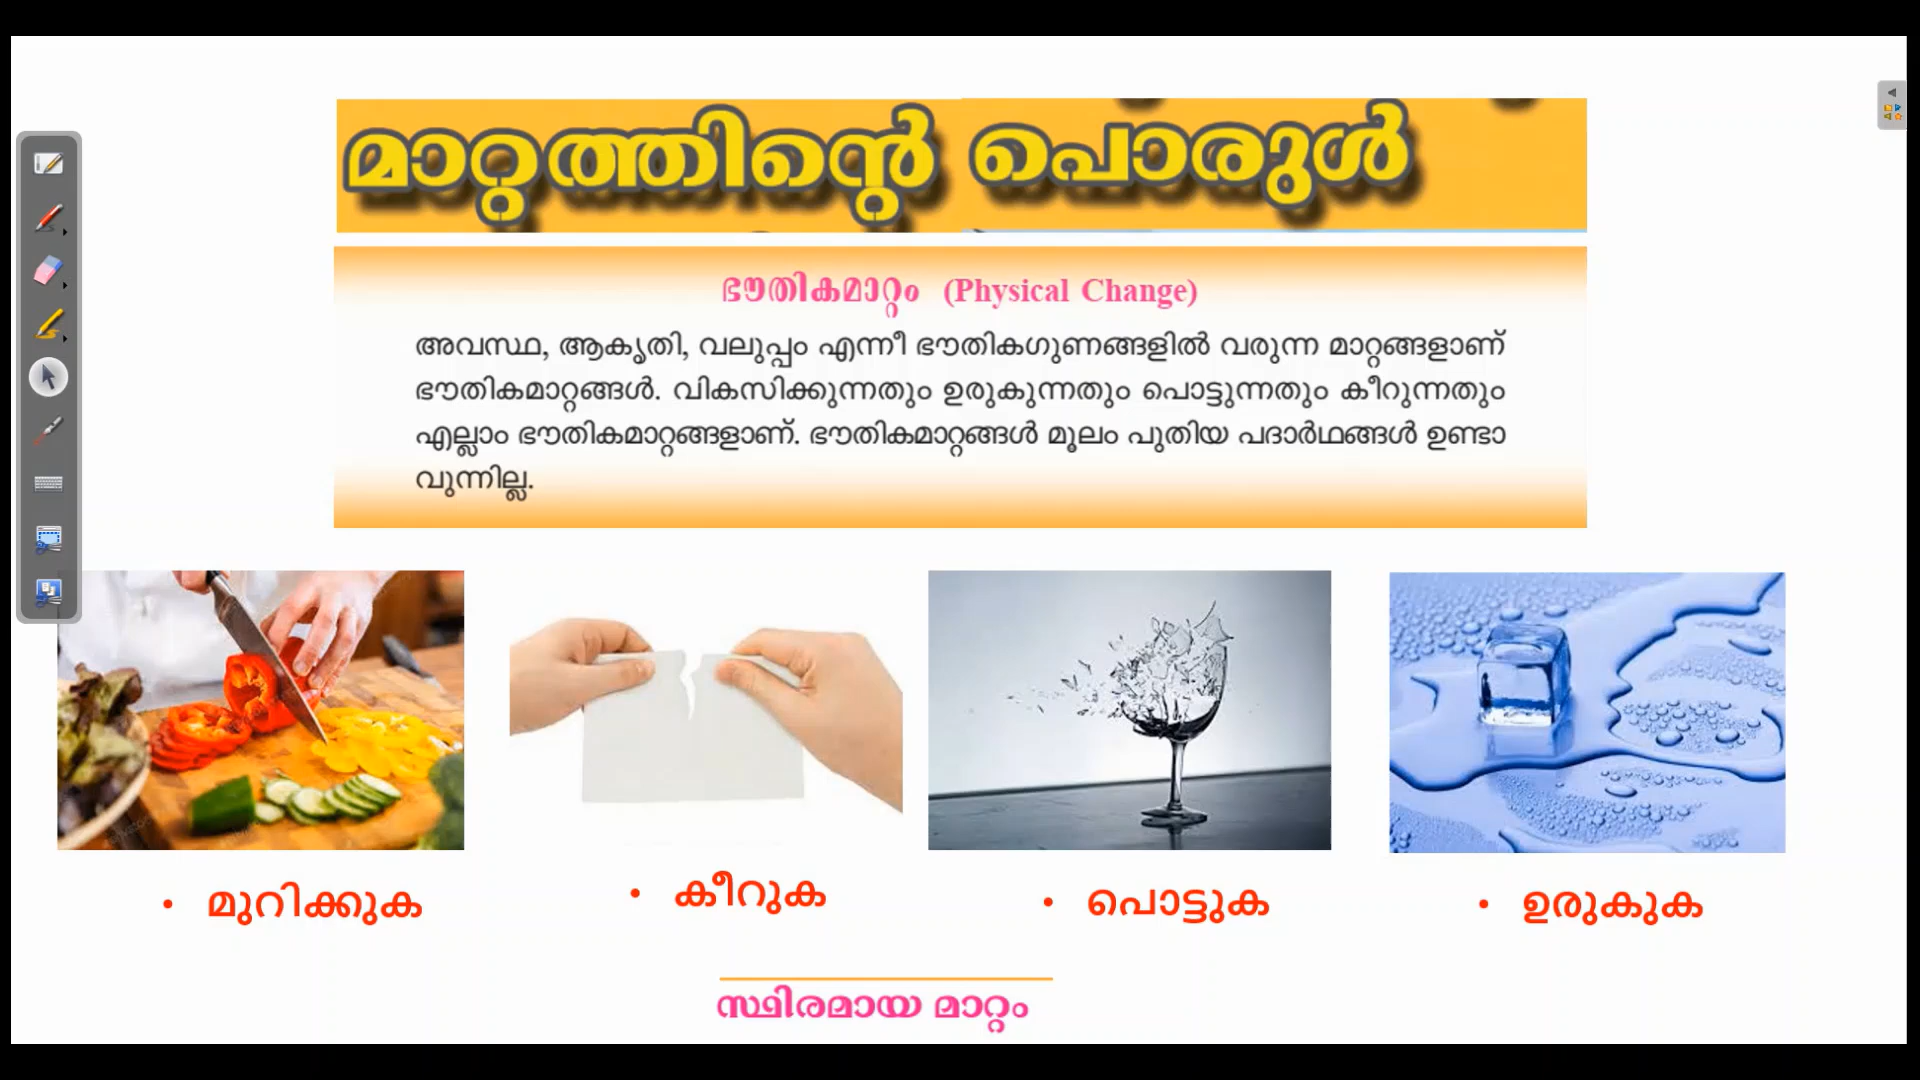 മാറ്റത്തിന്റെ പൊരുൾ
ഭൗതികമാറ്റം (Physical Change)
അവസ്ഥ, ആകൃതി, വലുപ്പം എന്നീ ഭൗതികഗുണങ്ങളിൽ വരുന്ന മാറ്റങ്ങളാണ്
ഭൗതികമാറ്റങ്ങൾ. വികസിക്കുന്നതും ഉരുകുന്നതും പൊട്ടുന്നതും കീറുന്നതും
എല്ലാം ഭൗതികമാറ്റങ്ങളാണ്. ഭൗതികമാറ്റങ്ങൾ മൂലം പുതിയ പദാർഥങ്ങൾ ഉണ്ടാ
വുന്നില്ല.
• മുറിക്കുക
• കീറുക
• പൊട്ടുക
• ഉരുകുക
സ്ഥിരമായ മാറ്റം